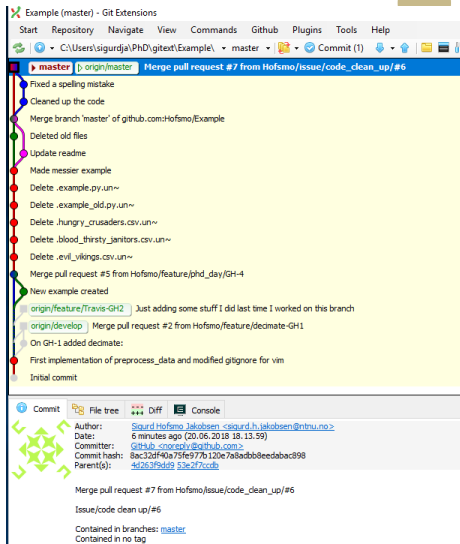 Example (master) - Git Extensions
Start Repository Navigate View Commands Github Plugins Tools Help
C:\Users\sigurdja\PhD\gitext\Example\ master Commit (1)
master origin/master Merge pull request #7 from Hofsmo/issue/code_clean_up/#6
Fixed a spelling mistake
Cleaned up the code
Merge branch 'master' of github.com:Hofsmo/Example
Deleted old files
Update readme
Made messier example
Delete .example.py.un~
Delete .example_old.py.un~
Delete .hungry_crusaders.csv.un~
Delete .blood_thirsty_janitors.csv.un~
Delete .evil_vikings.csv.un~
Merge pull request #5 from Hofsmo/feature/phd_day/GH-4
New example created
origin/feature/Travis-GH2 Just adding some stuff I did last time I worked on this branch
origin/develop Merge pull request #2 from Hofsmo/feature/decimate-GH1
On GH-1 added decimate:
First implementation of preprocess_data and modified gitignore for vim
Initial commit
Commit File tree Diff Console
Author: Sigurd Hofsmo Jakobsen <sigurd.h.jakobsen@ntnu.no>
Date: 6 minutes ago (20.06.2018 18.13.59)
Committer: GitHub <noreply@github.com>
Commit hash: 8ac32df40a75fe977b120e7a8adbb8eedabac898
Parent(s): 4d263f9dd9 53e2f7ccdb
Merge pull request #7 from Hofsmo/issue/code_clean_up/#6
Issue/code clean up/#6
Contained in branches: master
Contained in no tag